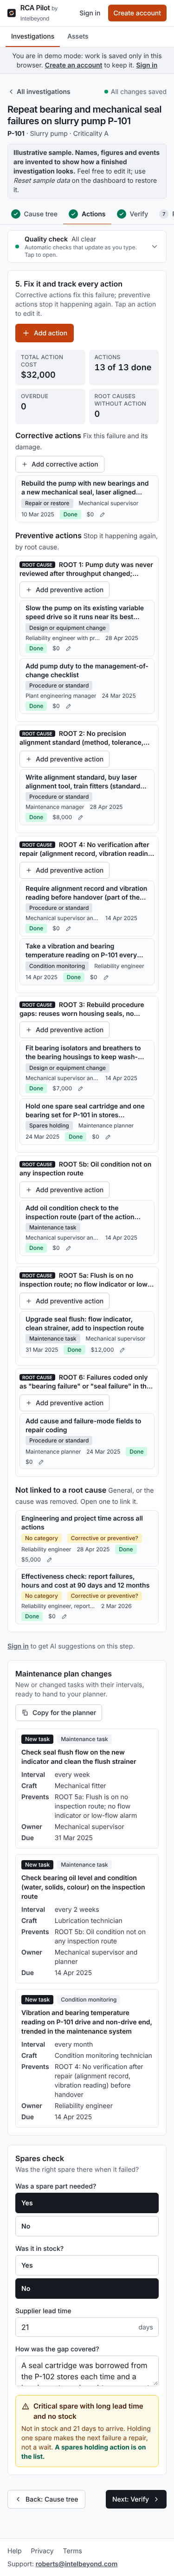 RCA Pilot by Intelbeyond
Sign in
Create account
Investigations
Assets
You are in demo mode: work is saved only in this browser. Create an account to keep it. Sign in
All investigations
All changes saved
Repeat bearing and mechanical seal failures on slurry pump P-101
P-101 · Slurry pump · Criticality A
Illustrative sample. Names, figures and events are invented to show how a finished investigation looks. Feel free to edit it; use Reset sample data on the dashboard to restore it.
Cause tree
Actions
Verify
7
Quality check All clear
Automatic checks that update as you type. Tap to open.
5. Fix it and track every action
Corrective actions fix this failure; preventive actions stop it happening again. Tap an action to edit it.
Add action
TOTAL ACTION COST
$32,000
ACTIONS
13 of 13 done
OVERDUE
0
ROOT CAUSES WITHOUT ACTION
0
Corrective actions Fix this failure and its damage.
Add corrective action
Rebuild the pump with new bearings and a new mechanical seal, laser aligned...
Repair or restore
Mechanical supervisor
10 Mar 2025
Done
$0
Preventive actions Stop it happening again, by root cause.
ROOT CAUSE ROOT 1: Pump duty was never reviewed after throughput changed;...
Add preventive action
Slow the pump on its existing variable speed drive so it runs near its best...
Design or equipment change
Reliability engineer with pr...
28 Apr 2025
Done
$0
Add pump duty to the management-of-change checklist
Procedure or standard
Plant engineering manager
24 Mar 2025
Done
$0
ROOT CAUSE ROOT 2: No precision alignment standard (method, tolerance,...
Add preventive action
Write alignment standard, buy laser alignment tool, train fitters (standard...
Procedure or standard
Maintenance manager
28 Apr 2025
Done
$8,000
ROOT CAUSE ROOT 4: No verification after repair (alignment record, vibration readin...
Add preventive action
Require alignment record and vibration reading before handover (part of the...
Procedure or standard
Mechanical supervisor an...
14 Apr 2025
Done
$0
Take a vibration and bearing temperature reading on P-101 every...
Condition monitoring
Reliability engineer
14 Apr 2025
Done
$0
ROOT CAUSE ROOT 3: Rebuild procedure gaps: reuses worn housing seals, no...
Add preventive action
Fit bearing isolators and breathers to the bearing housings to keep wash-...
Design or equipment change
Mechanical supervisor an...
14 Apr 2025
Done
$7,000
Hold one spare seal cartridge and one bearing set for P-101 in stores...
Spares holding
Maintenance planner
24 Mar 2025
Done
$0
ROOT CAUSE ROOT 5b: Oil condition not on any inspection route
Add preventive action
Add oil condition check to the inspection route (part of the action...
Maintenance task
Mechanical supervisor an...
14 Apr 2025
Done
$0
ROOT CAUSE ROOT 5a: Flush is on no inspection route; no flow indicator or low...
Add preventive action
Upgrade seal flush: flow indicator, clean strainer, add to inspection route
Maintenance task
Mechanical supervisor
31 Mar 2025
Done
$12,000
ROOT CAUSE ROOT 6: Failures coded only as "bearing failure" or "seal failure" in th...
Add preventive action
Add cause and failure-mode fields to repair coding
Procedure or standard
Maintenance planner
24 Mar 2025
Done
$0
Not linked to a root cause General, or the cause was removed. Open one to link it.
Engineering and project time across all actions
No category
Corrective or preventive?
Reliability engineer
28 Apr 2025
Done
$5,000
Effectiveness check: report failures, hours and cost at 90 days and 12 months
No category
Corrective or preventive?
Reliability engineer, report...
2 Mar 2026
Done
$0
Sign in to get AI suggestions on this step.
Maintenance plan changes
New or changed tasks with their intervals, ready to hand to your planner.
Copy for the planner
New task
Maintenance task
Check seal flush flow on the new indicator and clean the flush strainer
Interval every week
Craft Mechanical fitter
Prevents ROOT 5a: Flush is on no inspection route; no flow indicator or low-flow alarm
Owner Mechanical supervisor
Due 31 Mar 2025
New task
Maintenance task
Check bearing oil level and condition (water, solids, colour) on the inspection route
Interval every 2 weeks
Craft Lubrication technician
Prevents ROOT 5b: Oil condition not on any inspection route
Owner Mechanical supervisor and planner
Due 14 Apr 2025
New task
Condition monitoring
Vibration and bearing temperature reading on P-101 drive and non-drive end, trended in the maintenance system
Interval every month
Craft Condition monitoring technician
Prevents ROOT 4: No verification after repair (alignment record, vibration reading) before handover
Owner Reliability engineer
Due 14 Apr 2025
Spares check
Was the right spare there when it failed?
Was a spare part needed?
Yes
No
Was it in stock?
Yes
No
Supplier lead time
21 days
How was the gap covered?
A seal cartridge was borrowed from the P-102 stores each time and a
Critical spare with long lead time and no stock
Not in stock and 21 days to arrive. Holding one spare makes the next failure a repair, not a wait. A spares holding action is on the list.
Back: Cause tree
Next: Verify
Help
Privacy
Terms
Support: roberts@intelbeyond.com